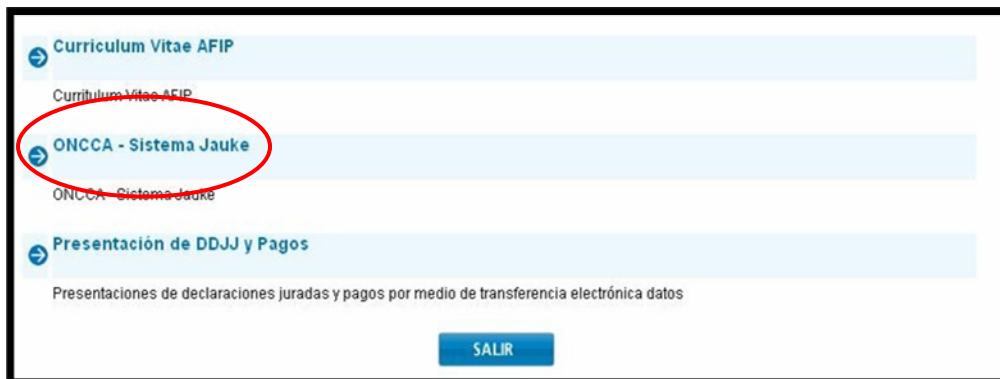 Curriculum Vitae AFIP
Curritulum Vitae AFIP
ONCCA - Sistema Jauke
ONCCA - Sistema Jauke
Presentación de DDJJ y Pagos
Presentaciones de declaraciones juradas y pagos por medio de transferencia electrónica datos
SALIR